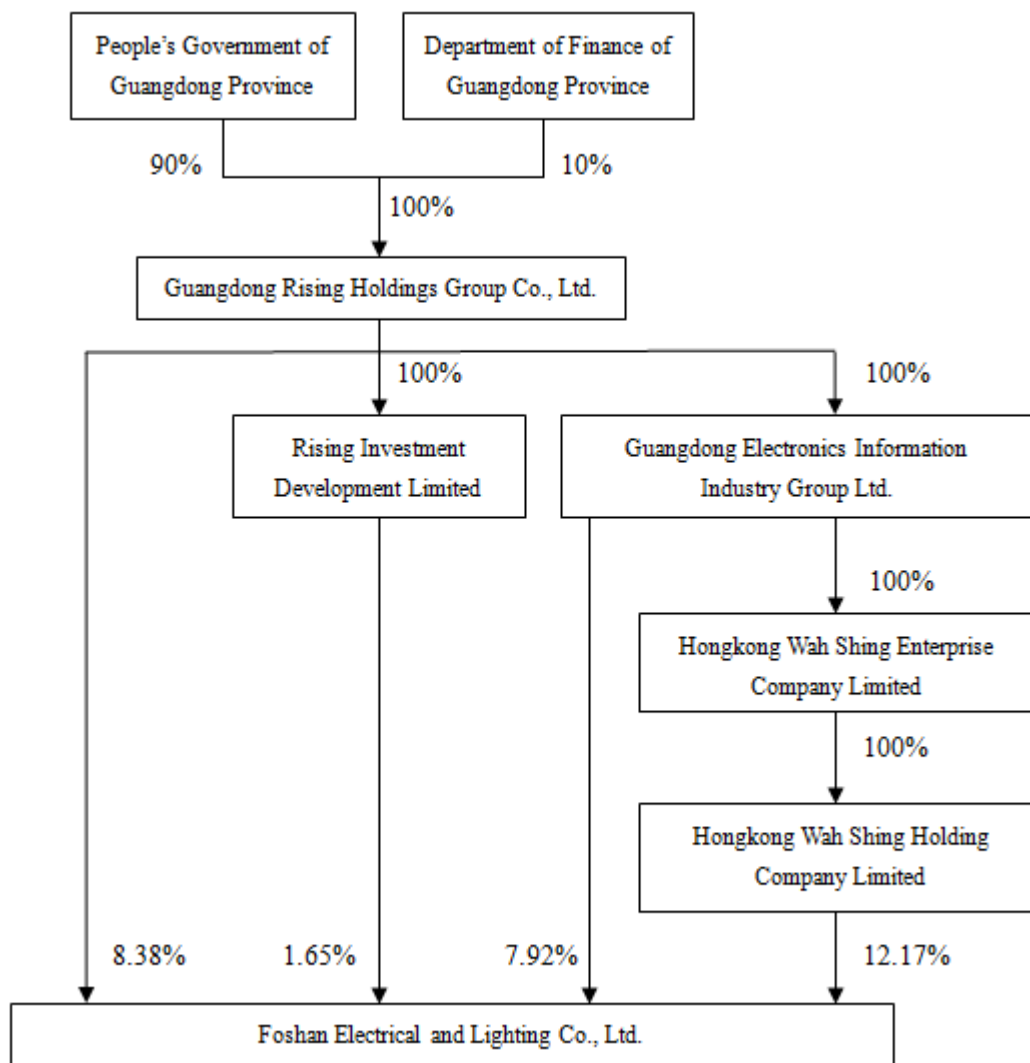 People’s Government of
Guangdong Province
Department of Finance of
Guangdong Province
90%
10%
100%
Guangdong Rising Holdings Group Co., Ltd.
100%
100%
Rising Investment
Development Limited
Guangdong Electronics Information
Industry Group Ltd.
100%
Hongkong Wah Shing Enterprise
Company Limited
100%
Hongkong Wah Shing Holding
Company Limited
8.38%
1.65%
7.92%
12.17%
Foshan Electrical and Lighting Co., Ltd.